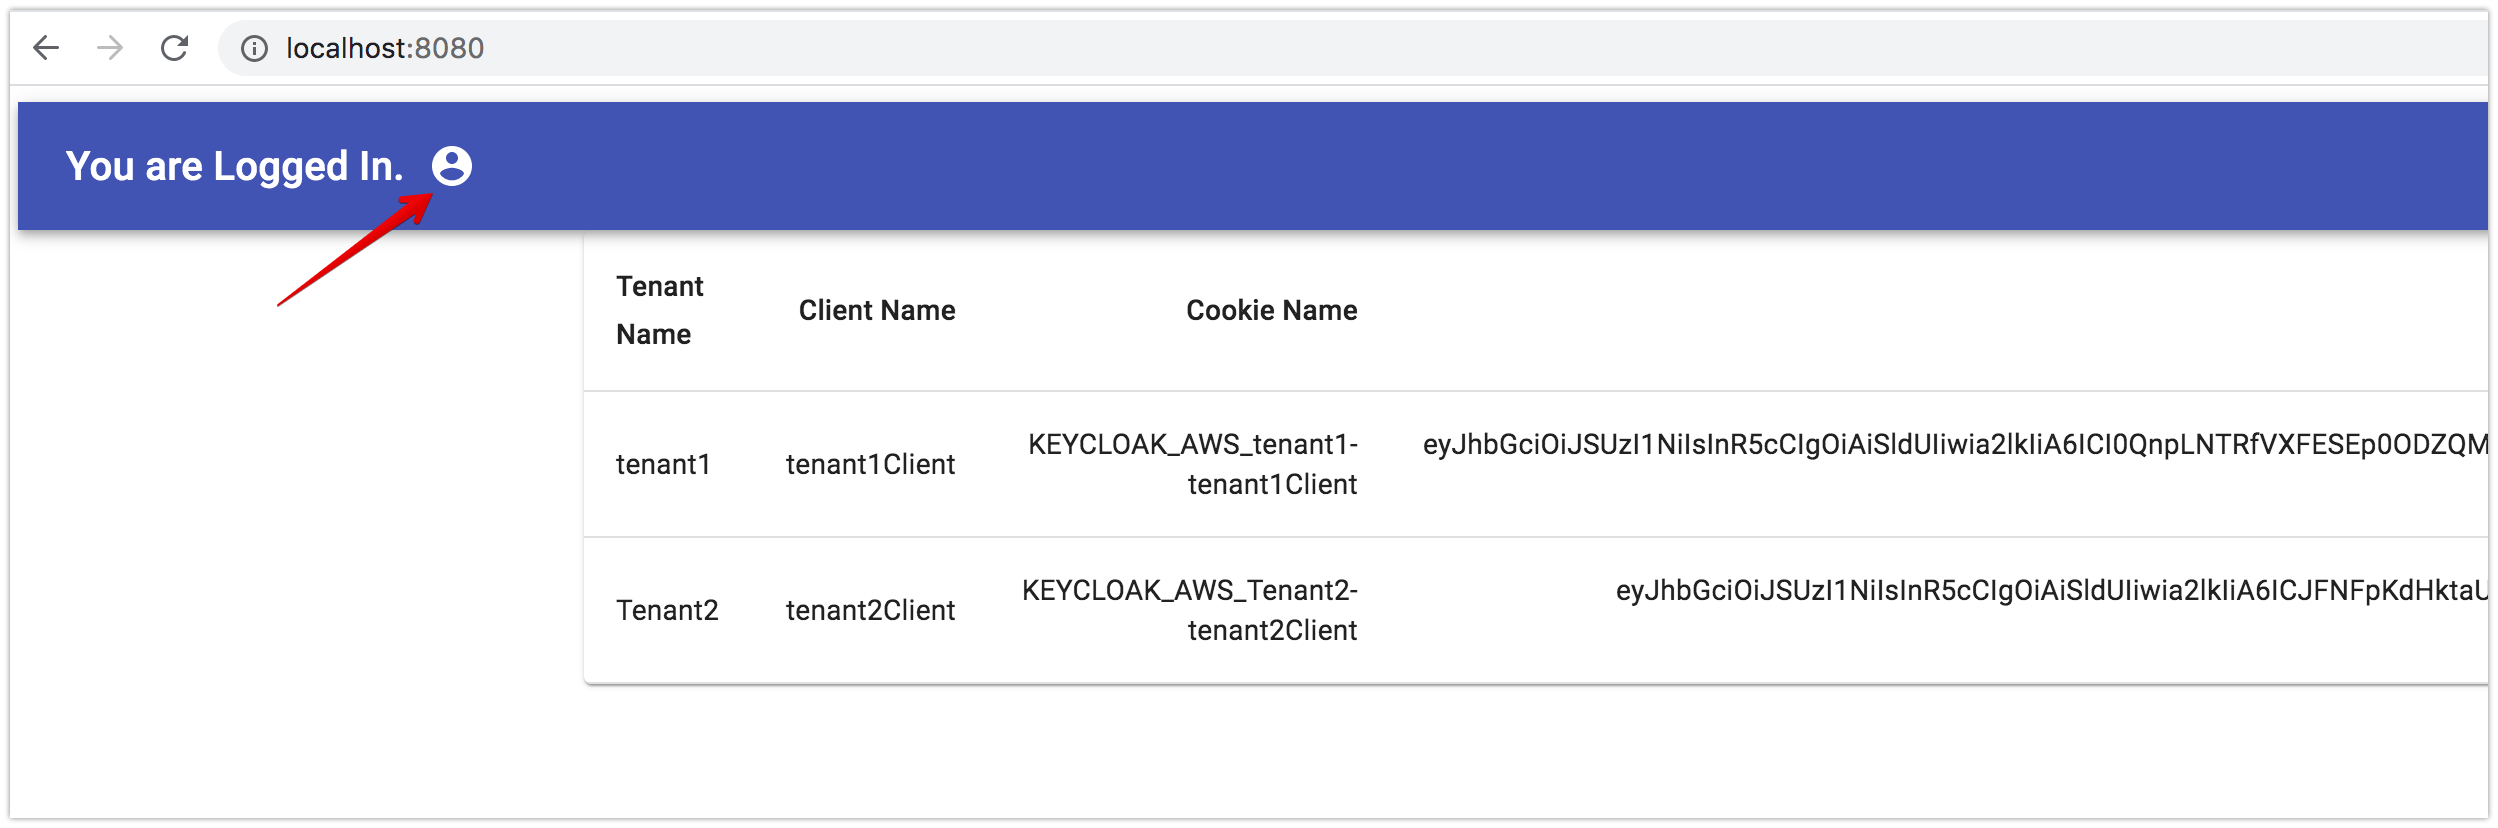 localhost:8080
You are Logged In.
Tenant
Name
Client Name
Cookie Name
tenant1
tenant1Client
KEYCLOAK_AWS_tenant1-
tenant1Client
eyJhbGciOiJSUzI1NiIsInR5cCIgOiAiSldUIiwia2lkIiA6ICI0QnpLNTRfVXFESEp0ODZQM
Tenant2
tenant2Client
KEYCLOAK_AWS_Tenant2-
tenant2Client
eyJhbGciOiJSUzI1NiIsInR5cCIgOiAiSldUIiwia2lkIiA6ICJFNFpKdHktaU